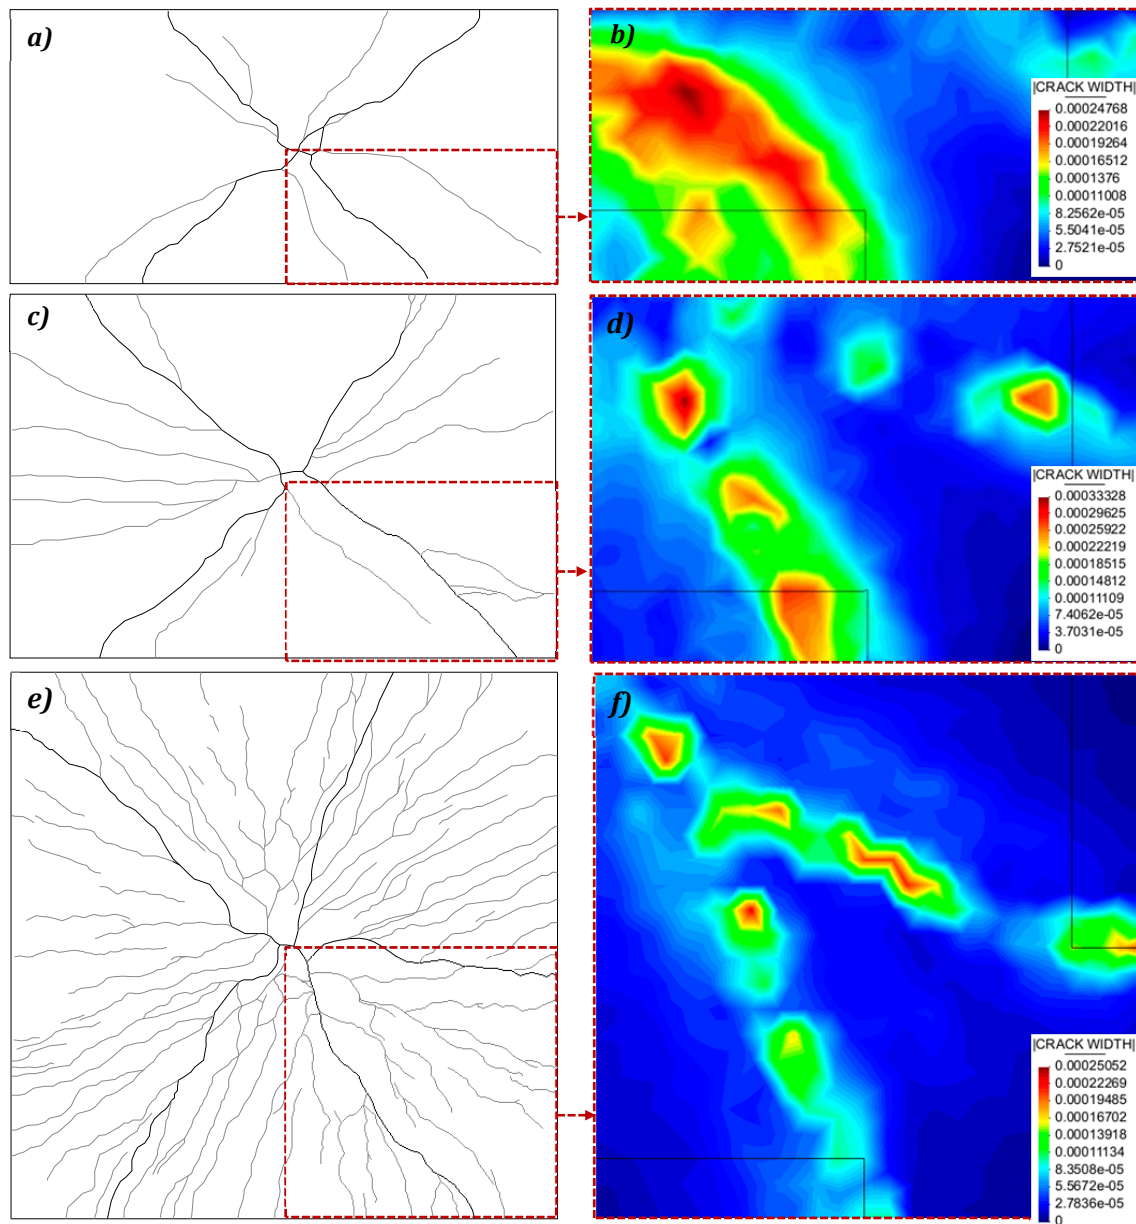 a)
b)
|CRACK WIDTH|
0.00024768
0.00022016
0.00019264
0.00016512
0.0001376
0.00011008
8.2562e-05
5.5041e-05
2.7521e-05
0
c)
d)
|CRACK WIDTH|
0.00033328
0.00029625
0.00025922
0.00022219
0.00018515
0.00014812
0.00011109
7.4062e-05
3.7031e-05
0
e)
f)
|CRACK WIDTH|
0.00025052
0.00022269
0.00019485
0.00016702
0.00013918
0.00011134
8.3508e-05
5.5672e-05
2.7836e-05
0